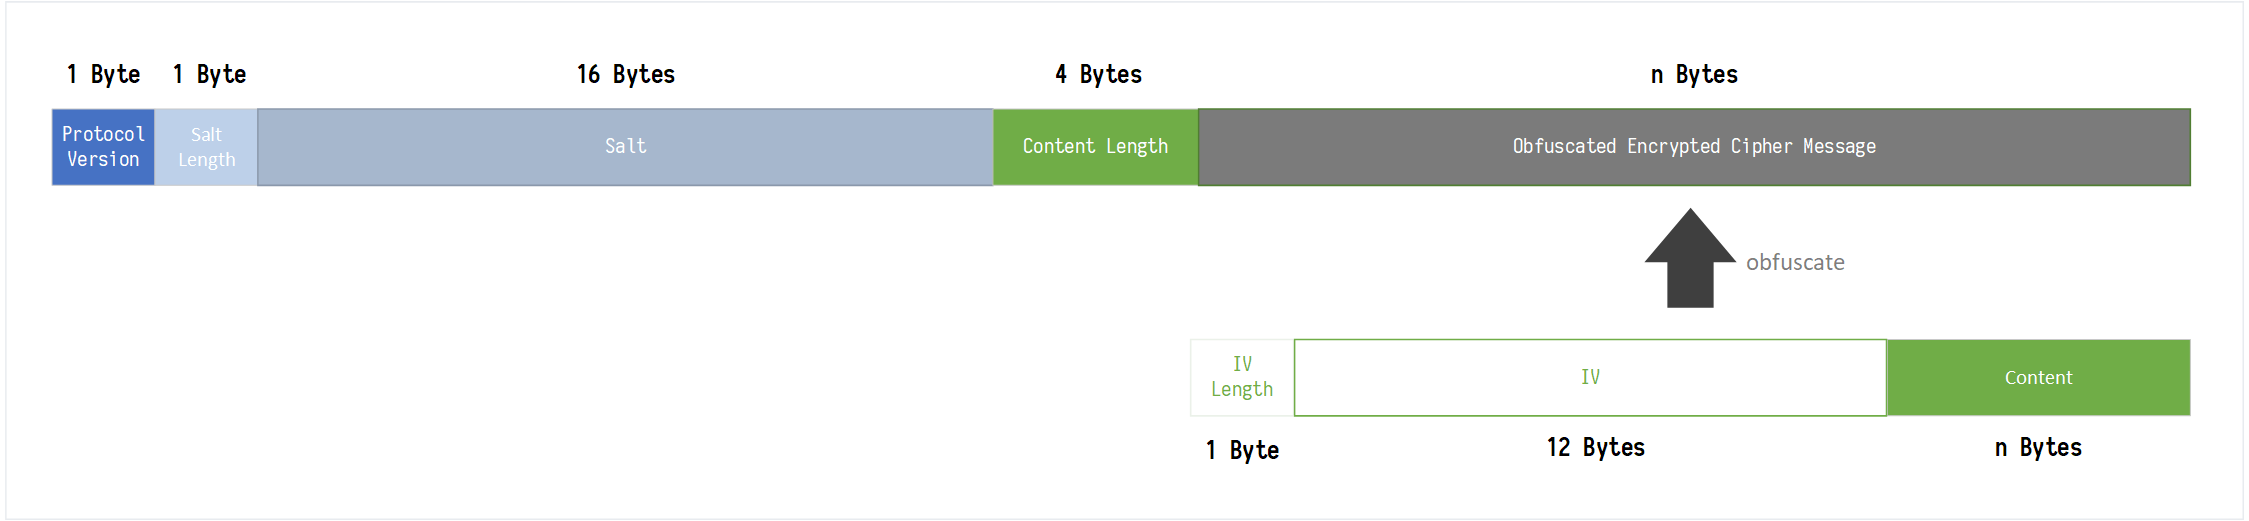 1 Byte 1 Byte 16 Bytes 4 Bytes n Bytes
Protocol
Version
Salt
Length
Salt
Content Length
Obfuscated Encrypted Cipher Message
obfuscate
IV
Length
IV
Content
1 Byte 12 Bytes n Bytes